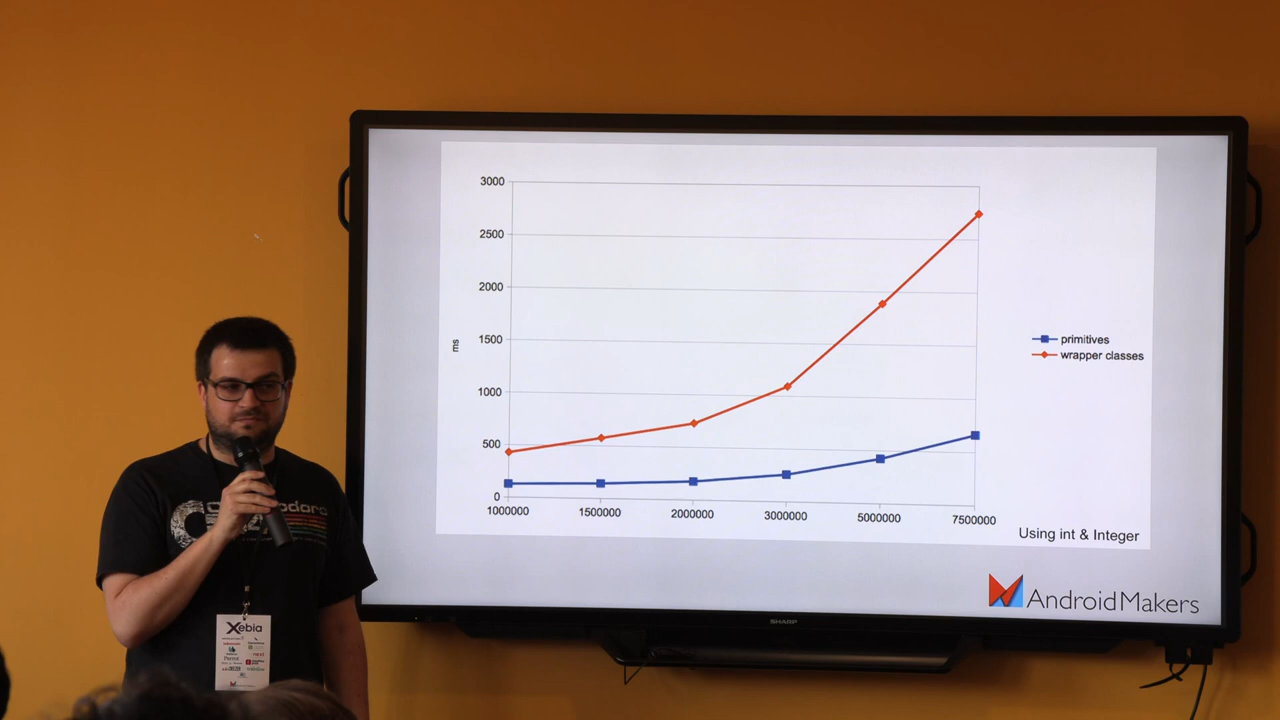 3000
2500
2000
1500
1000
500
0
ms
1000000 1500000 2000000 3000000 5000000 7500000
primitives
wrapper classes
Using int & Integer
AndroidMakers
SHARP
Xebia